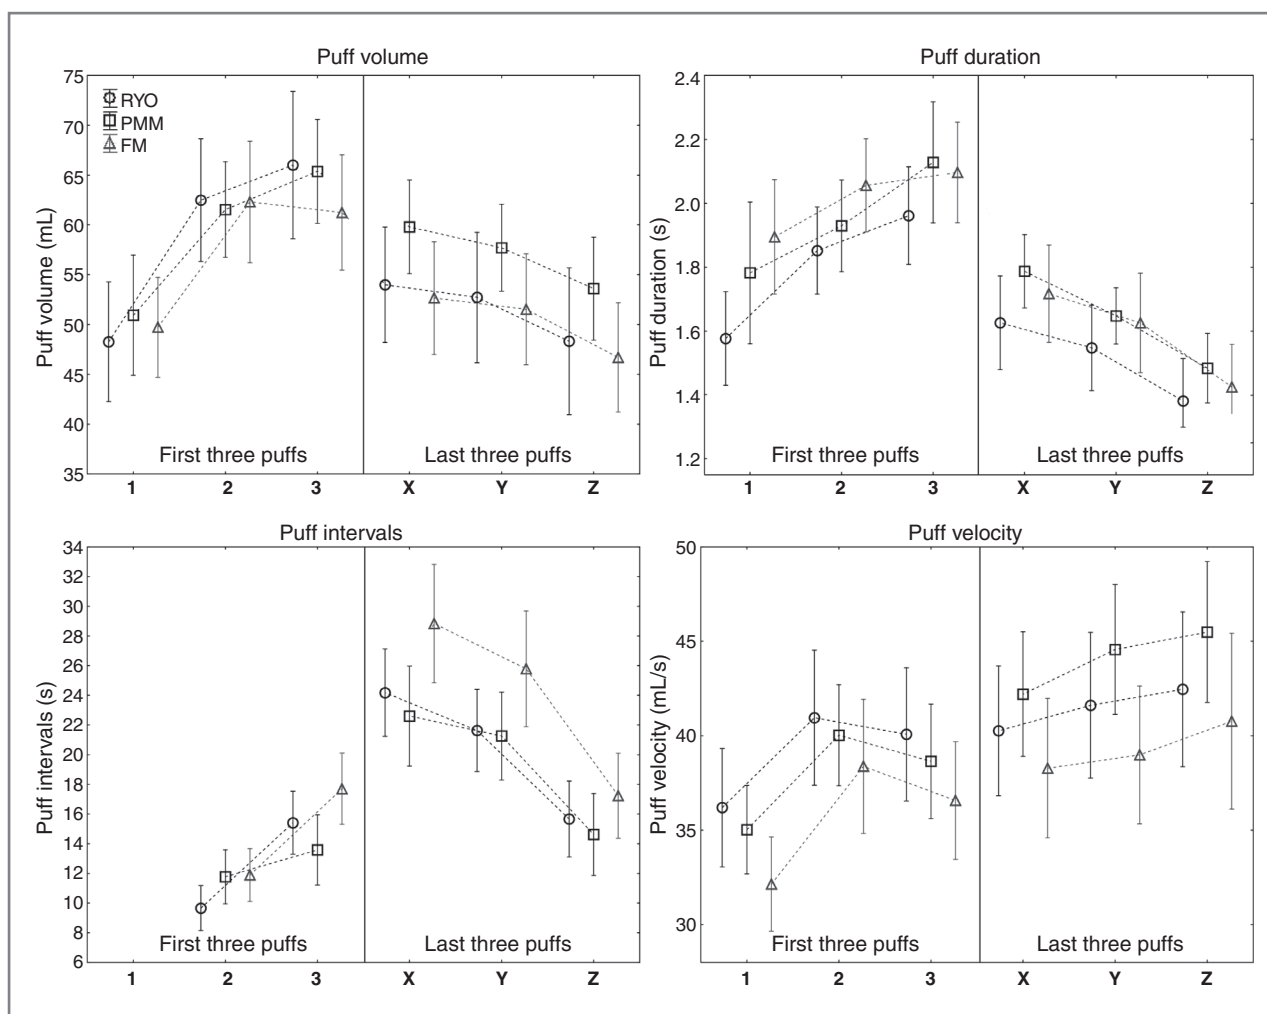 Puff volume
Puff volume (mL)
75
70
65
60
55
50
45
40
35
RYO
PMM
FM
First three puffs
Last three puffs
1 2 3 X Y Z
Puff duration
Puff duration (s)
2.4
2.2
2.0
1.8
1.6
1.4
1.2
First three puffs
Last three puffs
1 2 3 X Y Z
Puff intervals
Puff intervals (s)
34
32
30
28
26
24
22
20
18
16
14
12
10
8
6
First three puffs
Last three puffs
1 2 3 X Y Z
Puff velocity
Puff velocity (mL/s)
50
45
40
35
30
First three puffs
Last three puffs
1 2 3 X Y Z